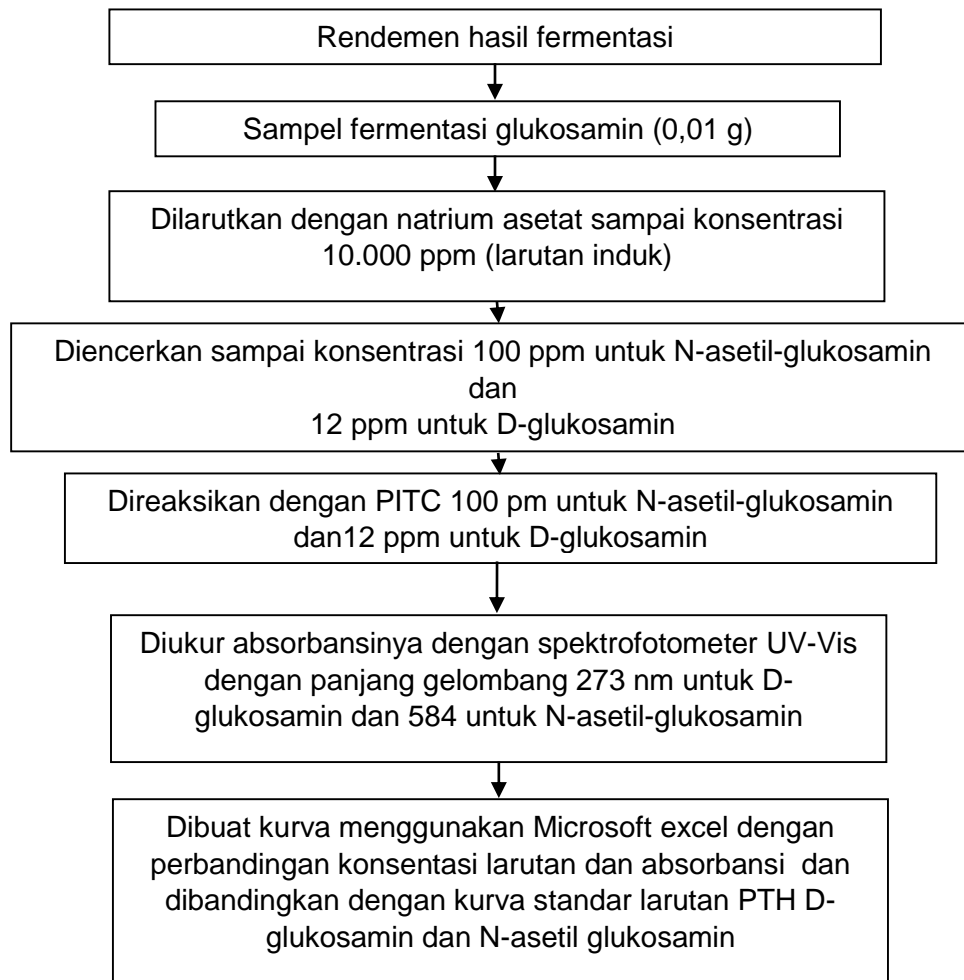 Rendemen hasil fermentasi
Sampel fermentasi glukosamin (0,01 g)
Dilarutkan dengan natrium asetat sampai konsentrasi
10.000 ppm (larutan induk)
Diencerkan sampai konsentrasi 100 ppm untuk N-asetil-glukosamin
dan
12 ppm untuk D-glukosamin
Direaksikan dengan PITC 100 pm untuk N-asetil-glukosamin
dan12 ppm untuk D-glukosamin
Diukur absorbansinya dengan spektrofotometer UV-Vis
dengan panjang gelombang 273 nm untuk D-
glukosamin dan 584 untuk N-asetil-glukosamin
Dibuat kurva menggunakan Microsoft excel dengan
perbandingan konsentasi larutan dan absorbansi dan
dibandingkan dengan kurva standar larutan PTH D-
glukosamin dan N-asetil glukosamin